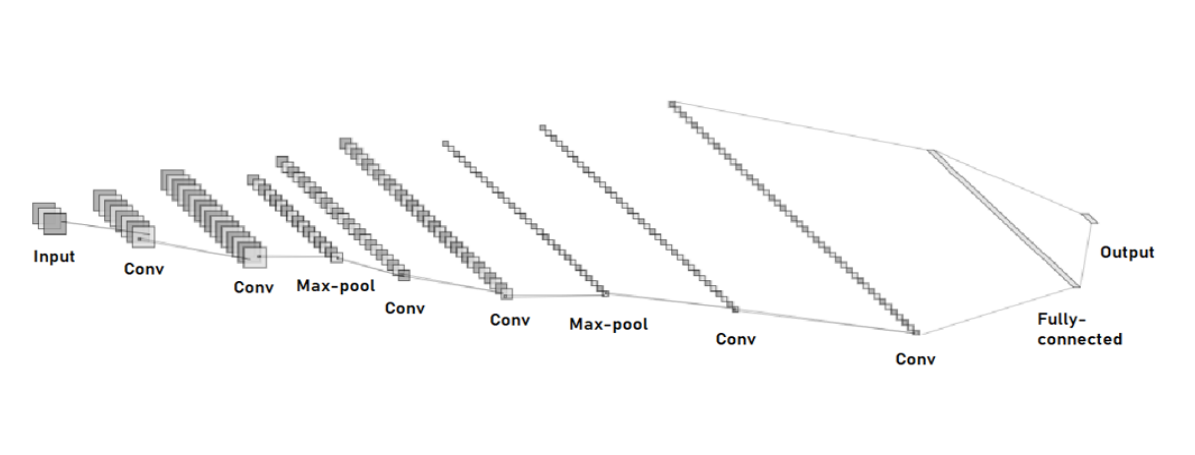 Input
Conv
Conv
Max-pool
Conv
Conv
Max-pool
Conv
Conv
Fully-
connected
Output